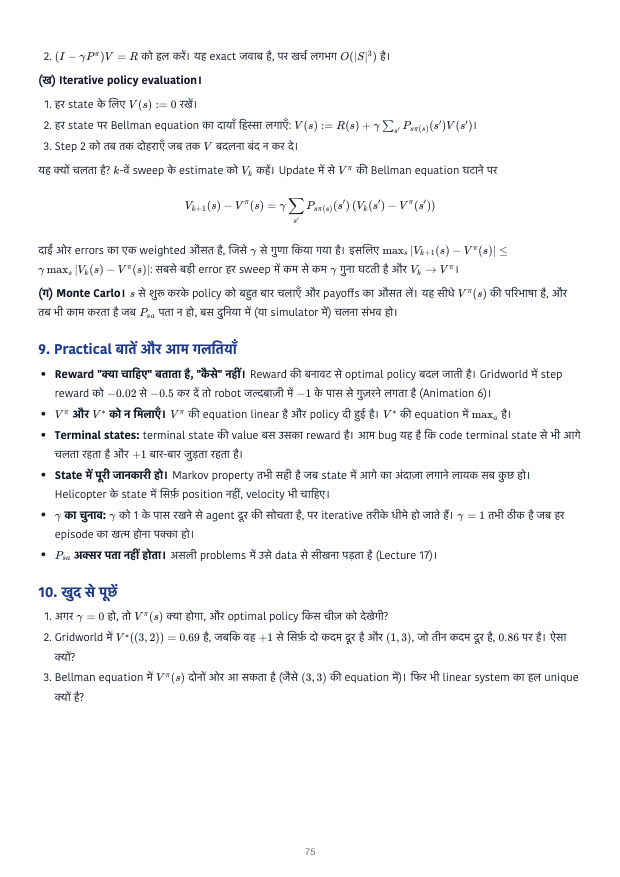 2. (I − γP^π)V = R को हल करें। यह exact जवाब है, पर खर्च लगभग O(|S|³) है।
(ख) Iterative policy evaluation।
1. हर state के लिए V(s) := 0 रखें।
2. हर state पर Bellman equation का दायाँ हिस्सा लगाएँ: V(s) := R(s) + γ ∑_{s′} P_{sπ(s)}(s′)V(s′)।
3. Step 2 को तब तक दोहराएँ जब तक V बदलना बंद न कर दे।
यह क्यों चलता है? k-वें sweep के estimate को V_k कहें। Update में से V^π की Bellman equation घटाने पर
V_{k+1}(s) − V^π(s) = γ ∑_{s′} P_{sπ(s)}(s′) (V_k(s′) − V^π(s′))
दाईं ओर errors का एक weighted औसत है, जिसे γ से गुणा किया गया है। इसलिए max_s |V_{k+1}(s) − V^π(s)| ≤
γ max_s |V_k(s) − V^π(s)|: सबसे बड़ी error हर sweep में कम से कम γ गुना घटती है और V_k → V^π।
(ग) Monte Carlo। s से शुरू करके policy को बहुत बार चलाएँ और payoffs का औसत लें। यह सीधे V^π(s) की परिभाषा है, और
तब भी काम करता है जब P_{sa} पता न हो, बस दुनिया में (या simulator में) चलना संभव हो।
9. Practical बातें और आम गलतियाँ
• Reward "क्या चाहिए" बताता है, "कैसे" नहीं। Reward की बनावट से optimal policy बदल जाती है। Gridworld में step
reward को −0.02 से −0.5 कर दें तो robot जल्दबाज़ी में −1 के पास से गुज़रने लगता है (Animation 6)।
• V^π और V* को न मिलाएँ। V^π की equation linear है और policy दी हुई है। V* की equation में max_a है।
• Terminal states: terminal state की value बस उसका reward है। आम bug यह है कि code terminal state से भी आगे
चलता रहता है और +1 बार-बार जुड़ता रहता है।
• State में पूरी जानकारी हो। Markov property तभी सही है जब state में आगे का अंदाज़ा लगाने लायक सब कुछ हो।
Helicopter के state में सिर्फ़ position नहीं, velocity भी चाहिए।
• γ का चुनाव: γ को 1 के पास रखने से agent दूर की सोचता है, पर iterative तरीके धीमे हो जाते हैं। γ = 1 तभी ठीक है जब हर
episode का खत्म होना पक्का हो।
• P_{sa} अक्सर पता नहीं होता। असली problems में उसे data से सीखना पड़ता है (Lecture 17)।
10. खुद से पूछें
1. अगर γ = 0 हो, तो V^π(s) क्या होगा, और optimal policy किस चीज़ को देखेगी?
2. Gridworld में V*((3, 2)) = 0.69 है, जबकि वह +1 से सिर्फ़ दो कदम दूर है और (1, 3), जो तीन कदम दूर है, 0.86 पर है। ऐसा
क्यों?
3. Bellman equation में V^π(s) दोनों ओर आ सकता है (जैसे (3, 3) की equation में)। फिर भी linear system का हल unique
क्यों है?
75